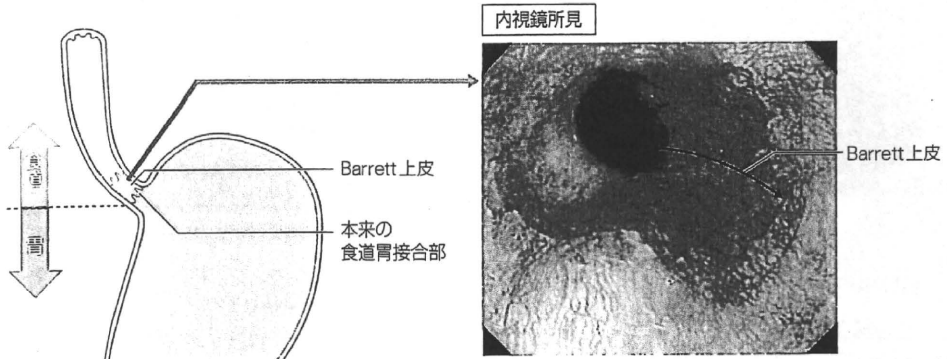 内視鏡所見
Barrett上皮
本来の
食道胃接合部
食道
胃
Barrett上皮